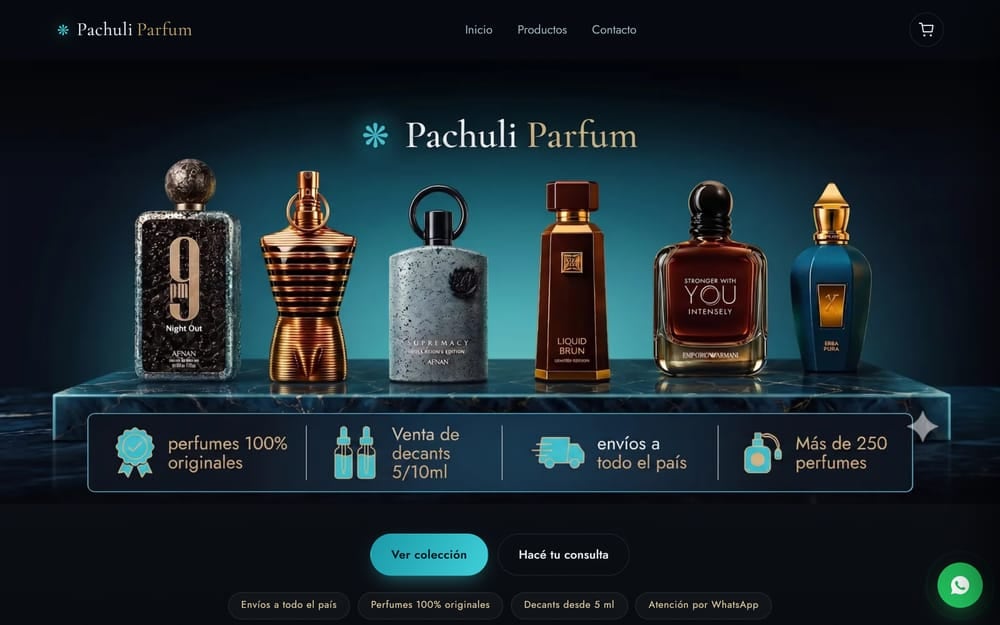 Pachuli Parfum
Inicio
Productos
Contacto
Pachuli Parfum
9
PM
Night Out
AFNAN
SUPREMACY
AFNAN
LIQUID
BRUN
STRONGER WITH
YOU
INTENSELY
EMPORIO ARMANI
ERBA
PURA
perfumes 100%
originales
Venta de
decants
5/10ml
envíos a
todo el país
Más de 250
perfumes
Ver colección
Hacé tu consulta
Envíos a todo el país
Perfumes 100% originales
Decants desde 5 ml
Atención por WhatsApp